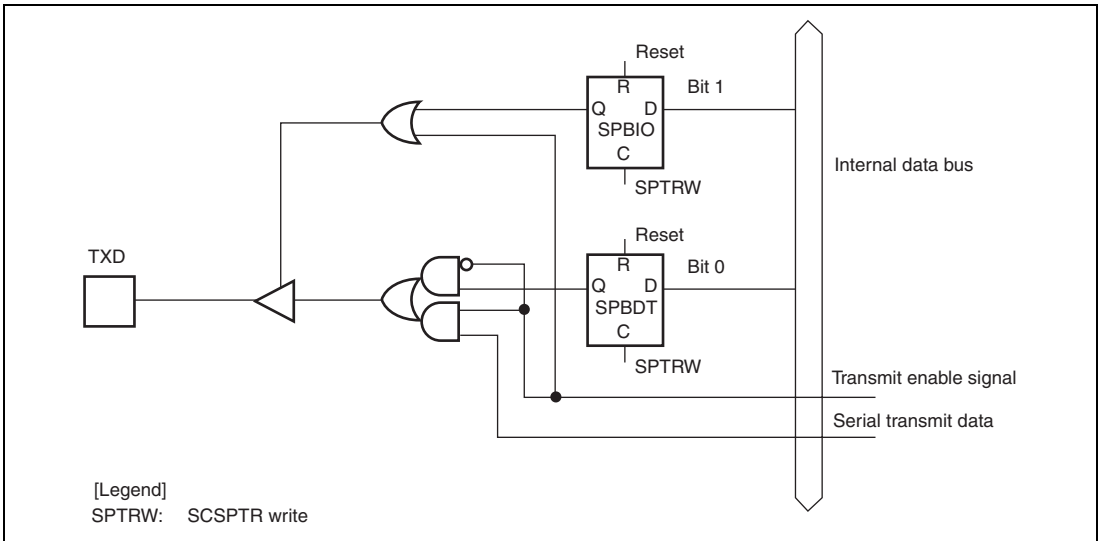 Reset
R
Bit 1
Q D
SPBIO
C
SPTRW
Internal data bus
Reset
R
Bit 0
Q D
SPBDT
C
SPTRW
TXD
Transmit enable signal
Serial transmit data
[Legend]
SPTRW: SCSPTR write